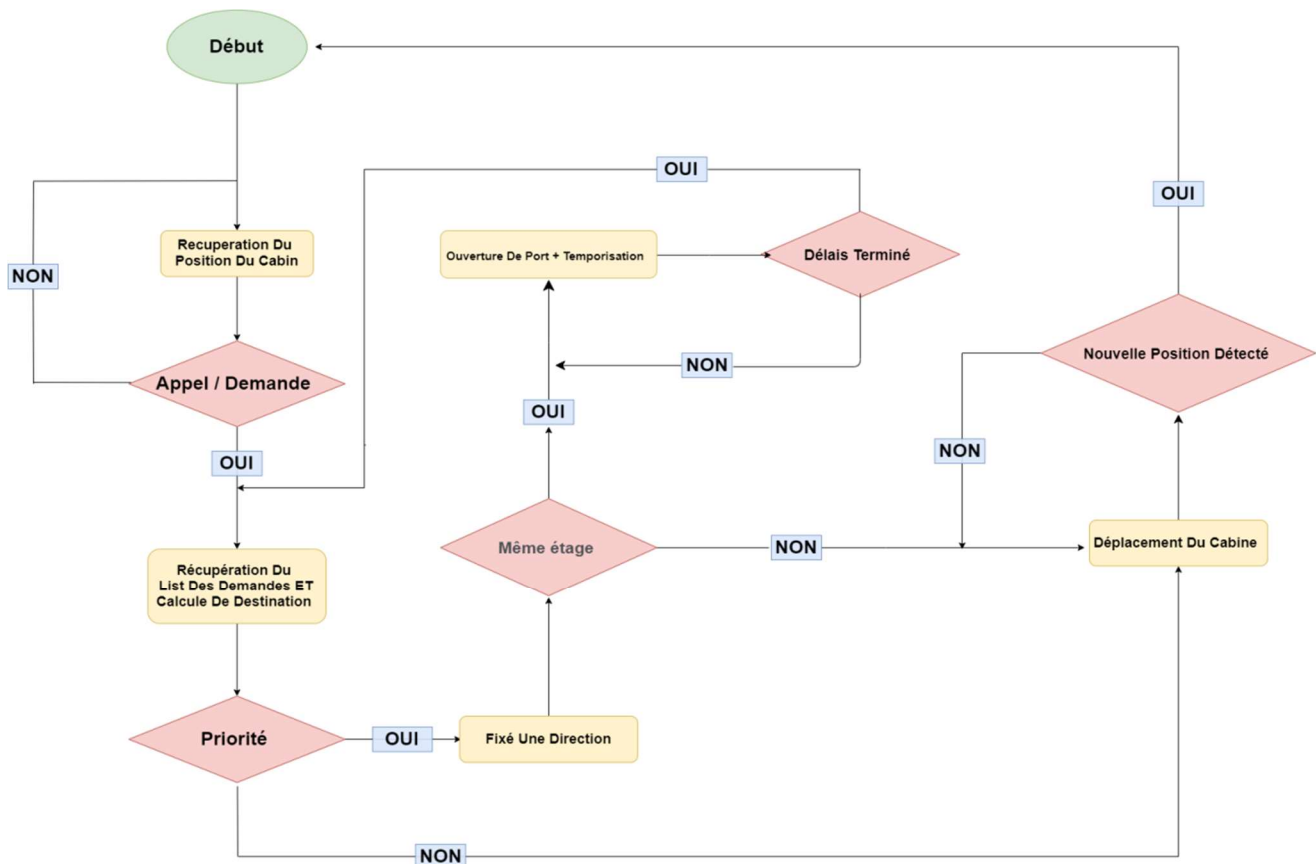 Début
OUI
OUI
Recuperation Du
Position Du Cabin
Ouverture De Port + Temporisation
Délais Terminé
NON
Nouvelle Position Détecté
NON
Appel / Demande
OUI
OUI
NON
Même étage
NON
Déplacement Du Cabine
Récupération Du
List Des Demandes ET
Calcule De Destination
Priorité
OUI
Fixé Une Direction
NON